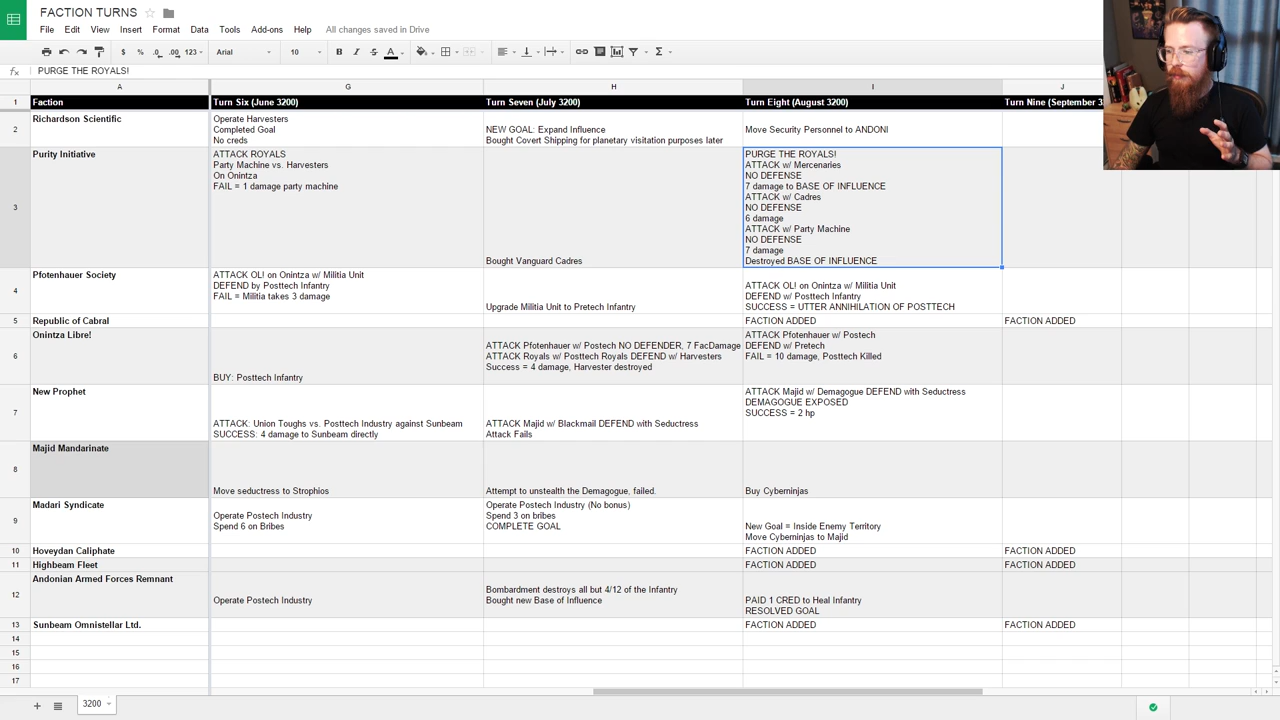 FACTION TURNS
File Edit View Insert Format Data Tools Add-ons Help All changes saved in Drive
$ % .0 .00 123 Arial 10 B I S A Σ
fx PURGE THE ROYALS!
A G H I J
1 Faction Turn Six (June 3200) Turn Seven (July 3200) Turn Eight (August 3200) Turn Nine (September 3
2 Richardson Scientific
Operate Harvesters
Completed Goal
No creds
NEW GOAL: Expand Influence
Bought Covert Shipping for planetary visitation purposes later
Move Security Personnel to ANDONI
3 Purity Initiative
ATTACK ROYALS
Party Machine vs. Harvesters
On Onintza
FAIL = 1 damage party machine
Bought Vanguard Cadres
PURGE THE ROYALS!
ATTACK w/ Mercenaries
NO DEFENSE
7 damage to BASE OF INFLUENCE
ATTACK w/ Cadres
NO DEFENSE
6 damage
ATTACK w/ Party Machine
NO DEFENSE
7 damage
Destroyed BASE OF INFLUENCE
4 Pfotenhauer Society
ATTACK OL! on Onintza w/ Militia Unit
DEFEND by Posttech Infantry
FAIL = Militia takes 3 damage
Upgrade Militia Unit to Pretech Infantry
ATTACK OL! on Onintza w/ Militia Unit
DEFEND w/ Posttech Infantry
SUCCESS = UTTER ANNIHILATION OF POSTTECH
5 Republic of Cabral FACTION ADDED FACTION ADDED
6 Onintza Libre!
BUY: Posttech Infantry
ATTACK Pfotenhauer w/ Postech NO DEFENDER, 7 FacDamage
ATTACK Royals w/ Posttech Royals DEFEND w/ Harvesters
Success = 4 damage, Harvester destroyed
ATTACK Pfotenhauer w/ Postech
DEFEND w/ Pretech
FAIL = 10 damage, Posttech Killed
7 New Prophet
ATTACK: Union Toughs vs. Posttech Industry against Sunbeam
SUCCESS: 4 damage to Sunbeam directly
ATTACK Majid w/ Blackmail DEFEND with Seductress
Attack Fails
ATTACK Majid w/ Demagogue DEFEND with Seductress
DEMAGOGUE EXPOSED
SUCCESS = 2 hp
8 Majid Mandarinate
Move seductress to Strophios
Attempt to unstealth the Demagogue, failed.
Buy Cyberninjas
9 Madari Syndicate
Operate Postech Industry
Spend 6 on Bribes
Operate Postech Industry (No bonus)
Spend 3 on bribes
COMPLETE GOAL
New Goal = Inside Enemy Territory
Move Cyberninjas to Majid
10 Hoveydan Caliphate FACTION ADDED FACTION ADDED
11 Highbeam Fleet FACTION ADDED FACTION ADDED
12 Andonian Armed Forces Remnant
Operate Postech Industry
Bombardment destroys all but 4/12 of the Infantry
Bought new Base of Influence
PAID 1 CRED to Heal Infantry
RESOLVED GOAL
13 Sunbeam Omnistellar Ltd. FACTION ADDED FACTION ADDED
14
15
16
17
3200